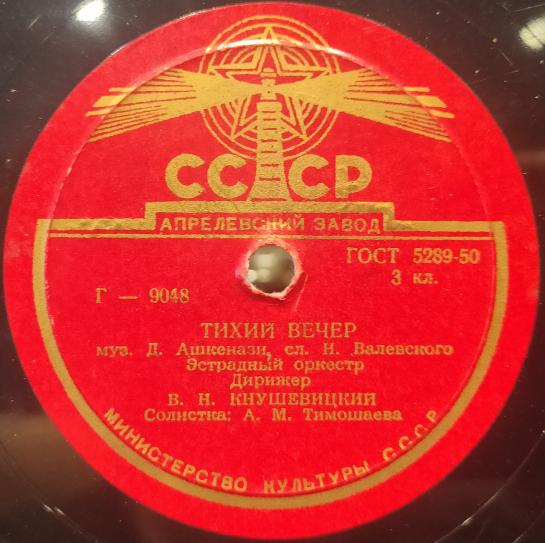 СССР
АПРЕЛЕВСКИЙ ЗАВОД
ГОСТ 5289-50
3 кл.
Г — 9048
ТИХИЙ ВЕЧЕР
муз. Д. Ашкенази, сл. Н. Валевского
Эстрадный оркестр
Дирижер
В. Н. КНУШЕВИЦКИЙ
Солистка: А. М. Тимошаева
МИНИСТЕРСТВО КУЛЬТУРЫ С.С.С.Р